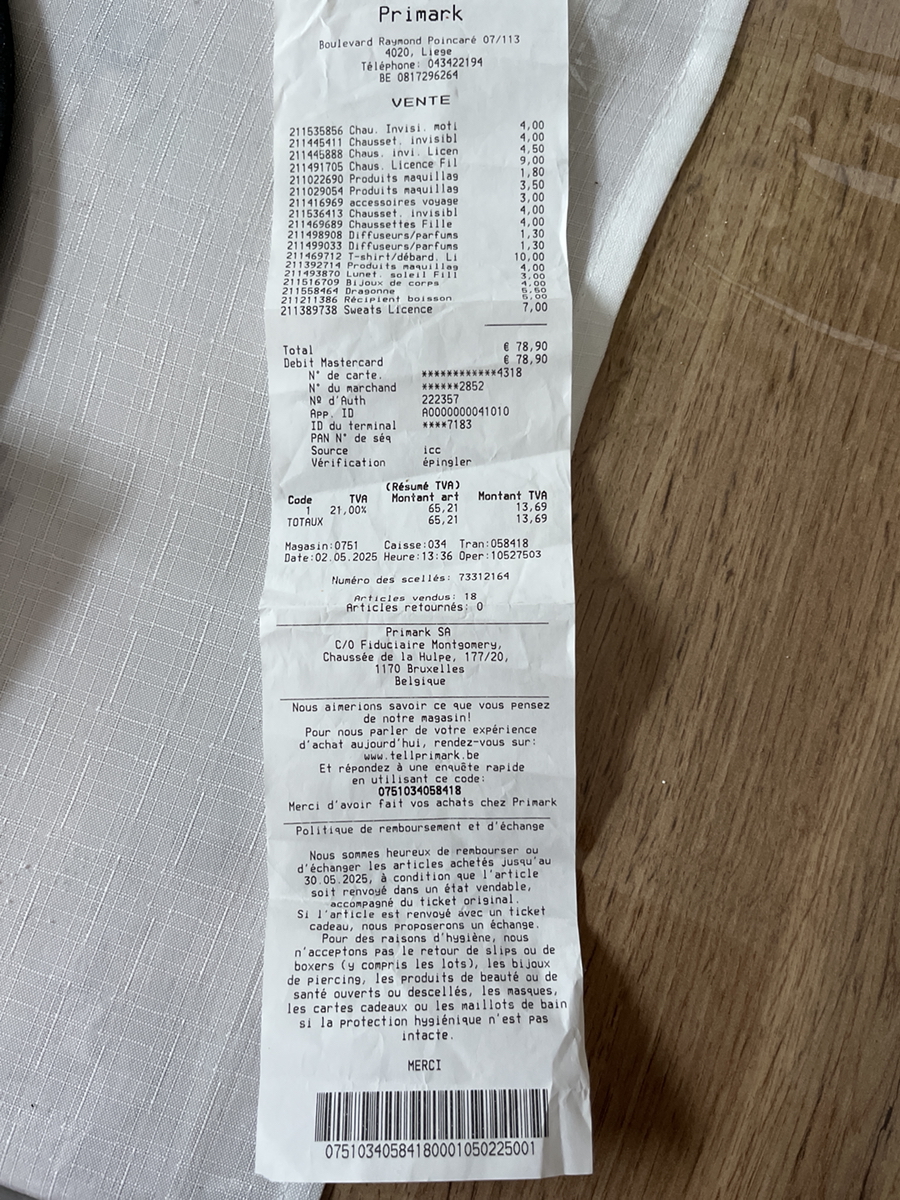 Primark
Boulevard Raymond Poincaré 07/113
4020, Liege
Téléphone: 043422194
BE 0817296264
VENTE
211535856 Chau. Invisi. moti 4,00
211445411 Chausset. invisibl 4,00
211445888 Chaus. invi. Licen 4,50
211491705 Chaus. Licence Fil 9,00
211022690 Produits maquillag 1,80
211029054 Produits maquillag 3,50
211416969 accessoires voyage 3,00
211536413 Chausset. invisibl 4,00
211469689 Chaussettes Fille 4,00
211498908 Diffuseurs/parfums 1,30
211499033 Diffuseurs/parfums 1,30
211469712 T-shirt/débard. Li 10,00
211392714 Produits maquillag 4,00
211493870 Lunet. soleil Fill 3,00
211516709 Bijoux de corps 4,00
211558464 Dragonne 5,50
211211386 Récipient boisson 5,00
211389738 Sweats Licence 7,00
Total € 78,90
Debit Mastercard € 78,90
N° de carte. ************4318
N° du marchand ******2852
Nº d'Auth 222357
App. ID A0000000041010
ID du terminal ****7183
PAN N° de séq
Source icc
Vérification épingler
(Résumé TVA)
Code TVA Montant art Montant TVA
1 21,00% 65,21 13,69
TOTAUX 65,21 13,69
Magasin:0751 Caisse:034 Tran:058418
Date:02.05.2025 Heure:13:36 Oper:10527503
Numéro des scellés: 73312164
Articles vendus: 18
Articles retournés: 0
Primark SA
C/O Fiduciaire Montgomery,
Chaussée de la Hulpe, 177/20,
1170 Bruxelles
Belgique
Nous aimerions savoir ce que vous pensez
de notre magasin!
Pour nous parler de votre expérience
d'achat aujourd'hui, rendez-vous sur:
www.tellprimark.be
Et répondez à une enquête rapide
en utilisant ce code:
0751034058418
Merci d'avoir fait vos achats chez Primark
Politique de remboursement et d'échange
Nous sommes heureux de rembourser ou
d'échanger les articles achetés jusqu'au
30.05.2025, à condition que l'article
soit renvoyé dans un état vendable,
accompagné du ticket original.
Si l'article est renvoyé avec un ticket
cadeau, nous proposerons un échange.
Pour des raisons d'hygiène, nous
n'acceptons pas le retour de slips ou de
boxers (y compris les lots), les bijoux
de piercing, les produits de beauté ou de
santé ouverts ou descellés, les masques,
les cartes cadeaux ou les maillots de bain
si la protection hygiénique n'est pas
intacte.
MERCI
07510340584180001050225001